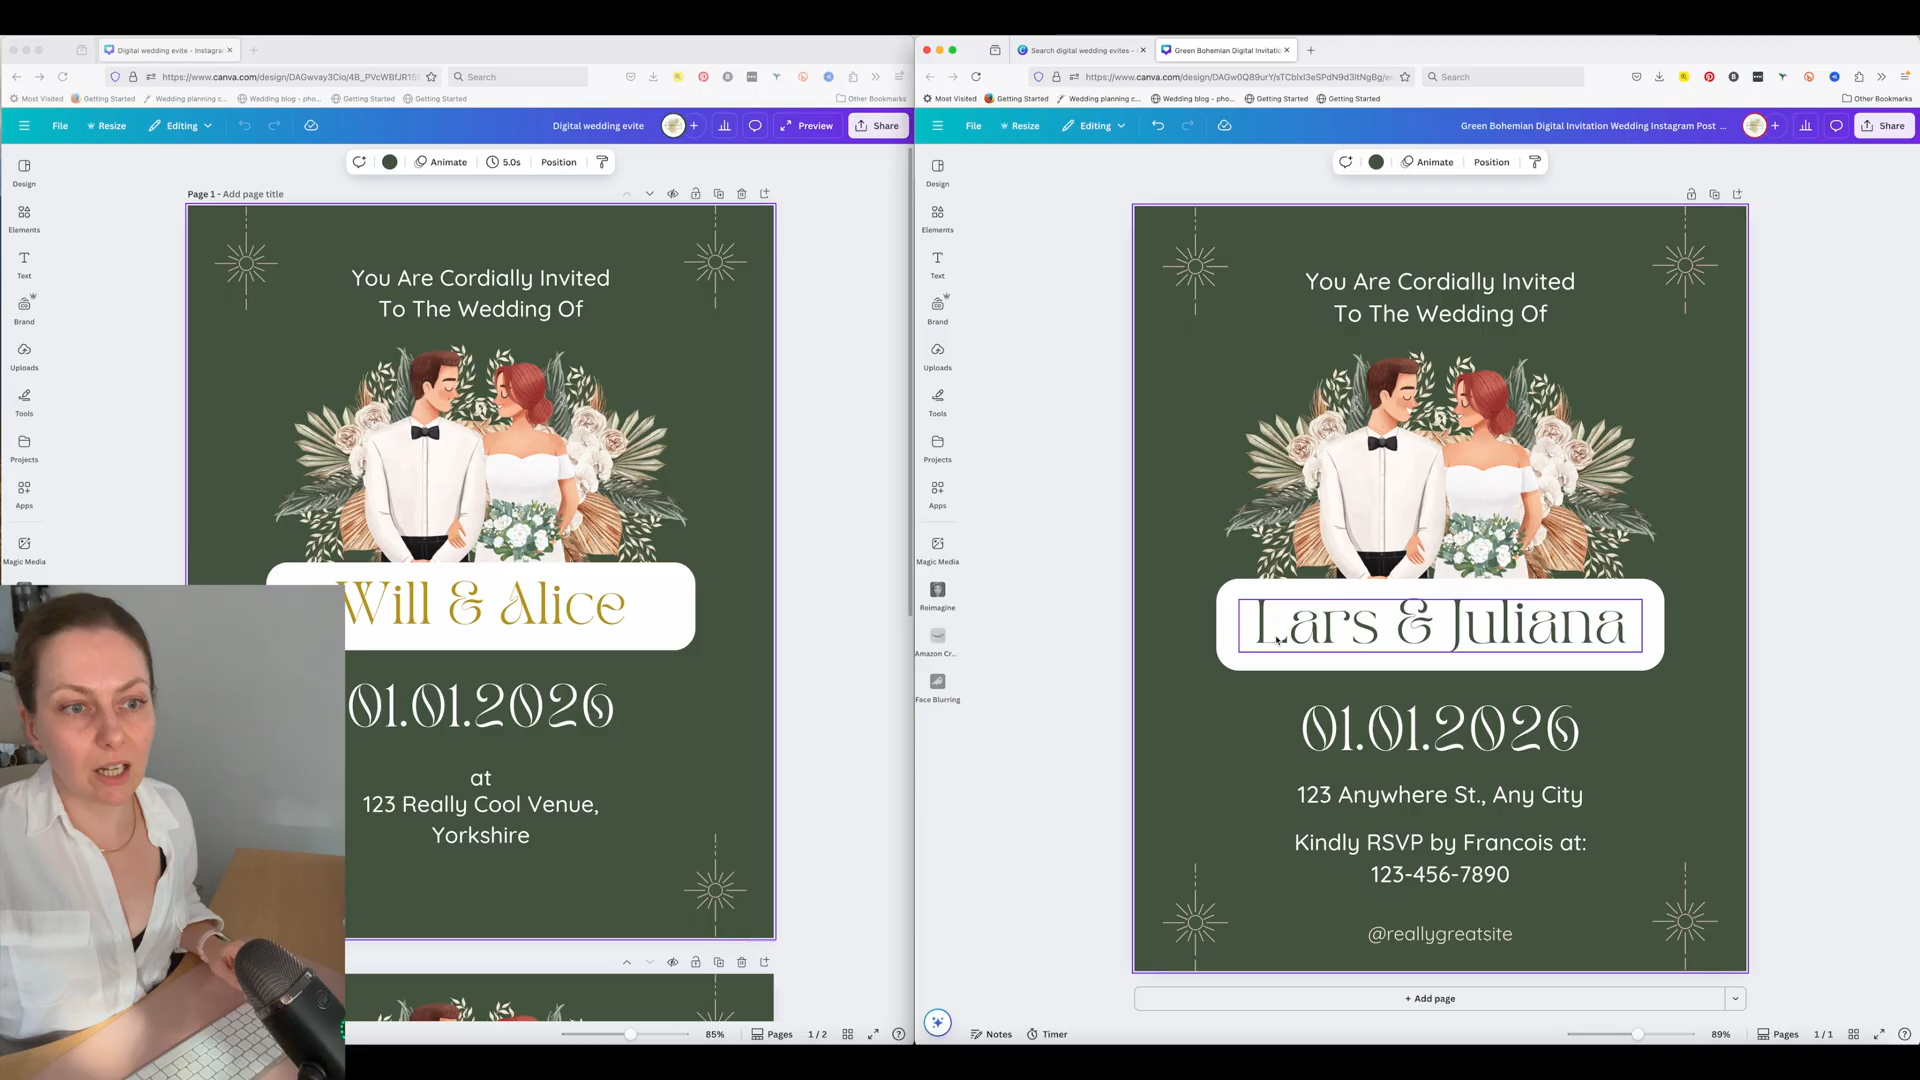 Digital wedding evite - Instagra
https://www.canva.com/design/DAGwvay3Cio/4B_PVcWBfJR15
Search
Most Visited
Getting Started
Wedding planning c...
Wedding blog - pho...
Getting Started
Getting Started
Other Bookmarks
File
Resize
Editing
Digital wedding evite
Preview
Share
Design
Elements
Text
Brand
Uploads
Tools
Projects
Apps
Magic Media
Animate
5.0s
Position
Page 1 - Add page title
You Are Cordially Invited
To The Wedding Of
Will & Alice
01.01.2026
at
123 Really Cool Venue,
Yorkshire
85%
Pages
1 / 2
Search digital wedding evites -
Green Bohemian Digital Invitatio
https://www.canva.com/design/DAGw0Q89urY/sTCblxI3eSPdN9d3ltNgBg/e
Search
Most Visited
Getting Started
Wedding planning c...
Wedding blog - pho...
Getting Started
Getting Started
Other Bookmarks
File
Resize
Editing
Green Bohemian Digital Invitation Wedding Instagram Post ...
Share
Design
Elements
Text
Brand
Uploads
Tools
Projects
Apps
Magic Media
Reimagine
Amazon Cr...
Face Blurring
Animate
Position
You Are Cordially Invited
To The Wedding Of
Lars & Juliana
01.01.2026
123 Anywhere St., Any City
Kindly RSVP by Francois at:
123-456-7890
@reallygreatsite
+ Add page
Notes
Timer
89%
Pages
1 / 1